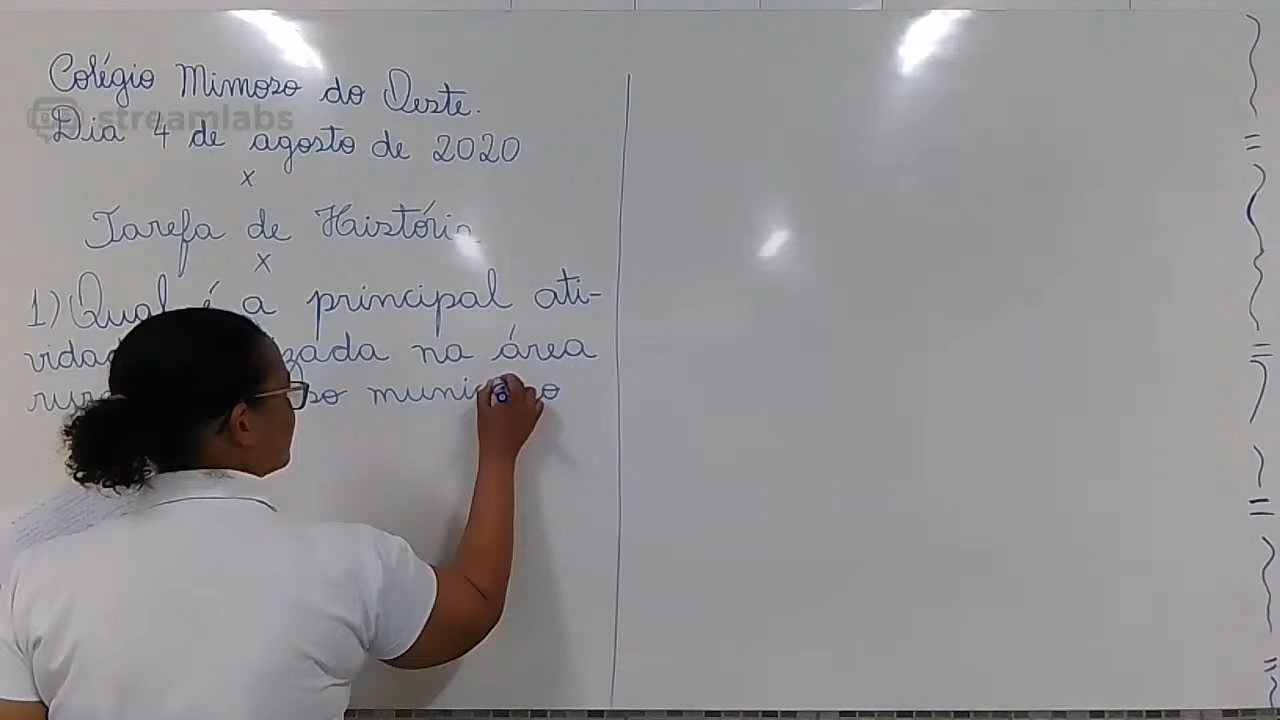 Colégio Mimoso do Oeste.
streamlabs
Dia 4 de agosto de 2020
x
Tarefa de História
x
1) Qual é a principal ati-
na área